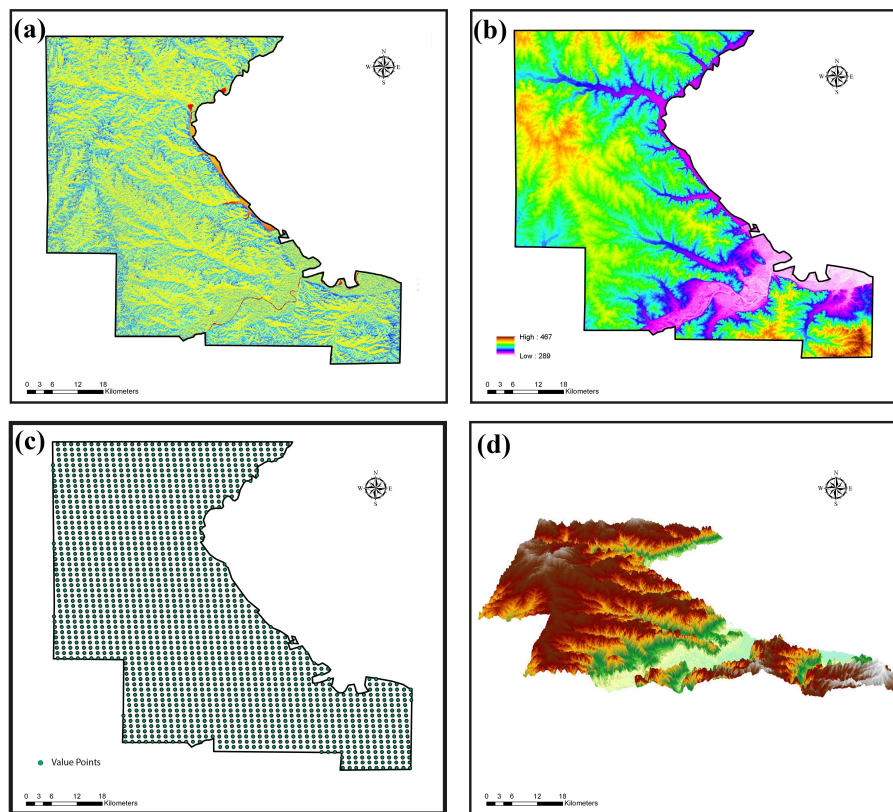 (a)
N
W E
S
0 3 6 12 18
Kilometers
(b)
N
W E
S
High : 467
Low : 289
0 3 6 12 18
Kilometers
(c)
N
W E
S
Value Points
0 3 6 12 18
Kilometers
(d)
N
W E
S
0 3 6 12 18
Kilometers